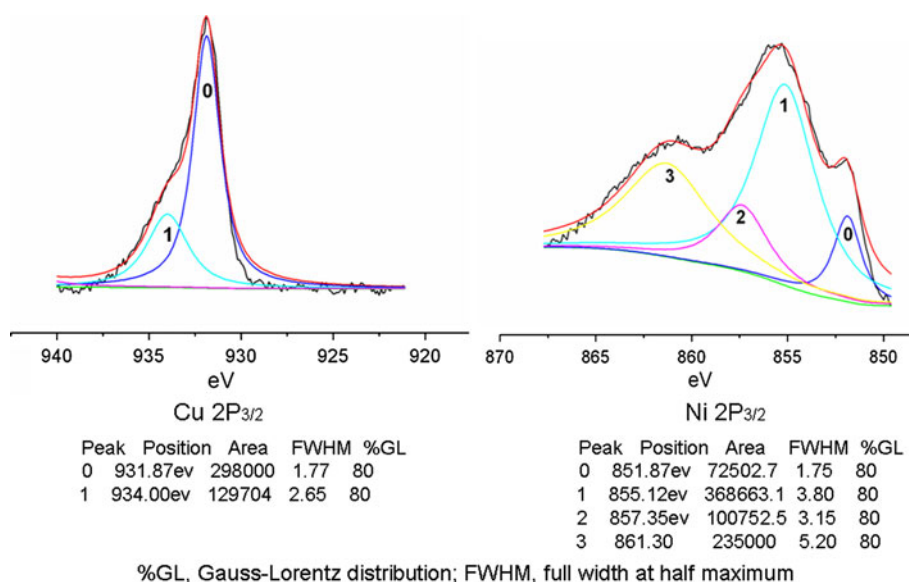 0
1
940 935 930 925 920
eV
Cu 2P3/2
Peak Position Area FWHM %GL
0 931.87ev 298000 1.77 80
1 934.00ev 129704 2.65 80
3
2
1
0
870 865 860 855 850
eV
Ni 2P3/2
Peak Position Area FWHM %GL
0 851.87ev 72502.7 1.75 80
1 855.12ev 368663.1 3.80 80
2 857.35ev 100752.5 3.15 80
3 861.30 235000 5.20 80
%GL, Gauss-Lorentz distribution; FWHM, full width at half maximum